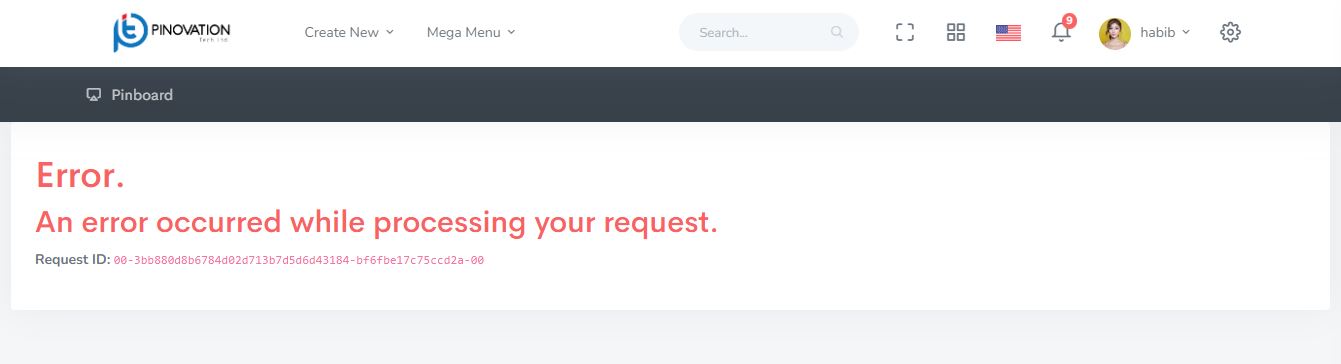 PINOVATION
Tech Ltd.
Create New
Mega Menu
Search...
9
habib
Pinboard
Error.
An error occurred while processing your request.
Request ID: 00-3bb880d8b6784d02d713b7d5d6d43184-bf6fbe17c75ccd2a-00